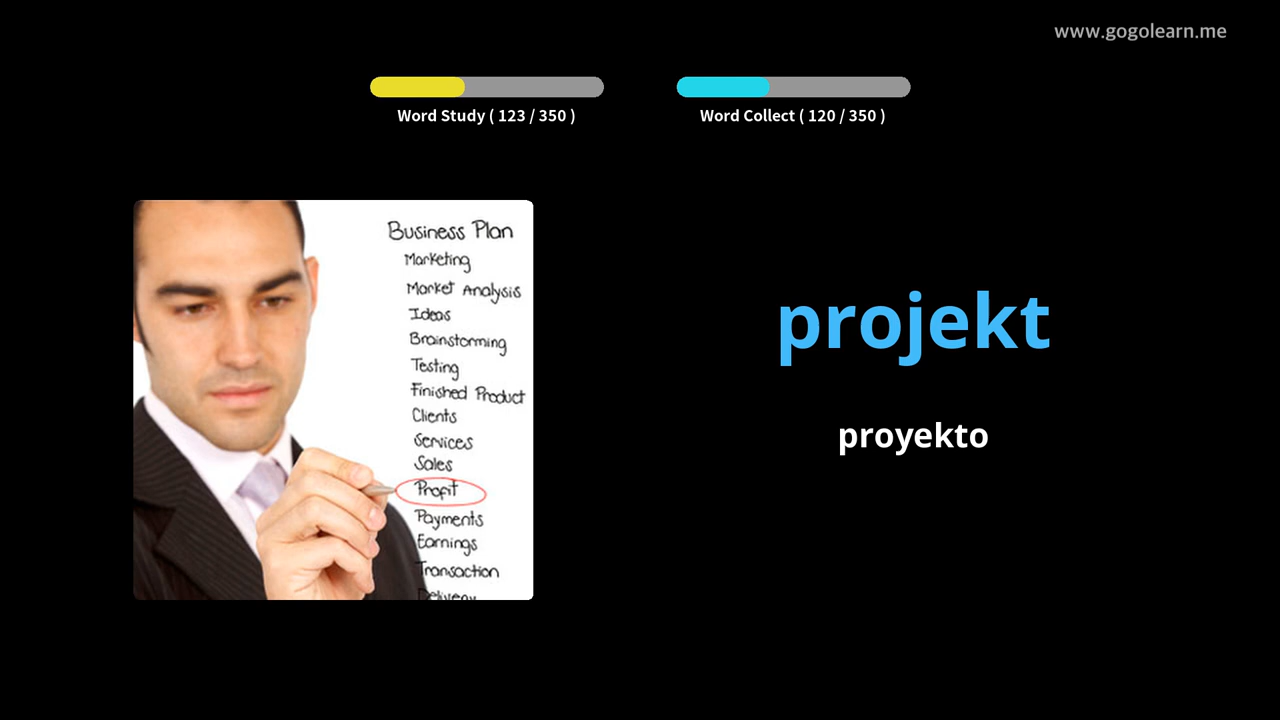 www.gogolearn.me
Word Study ( 123 / 350 )
Word Collect ( 120 / 350 )
Business Plan
Marketing
Market Analysis
Ideas
Brainstorming
Testing
Finished Product
Clients
Services
Sales
Profit
Payments
Earnings
Transaction
Delivery
projekt
proyekto